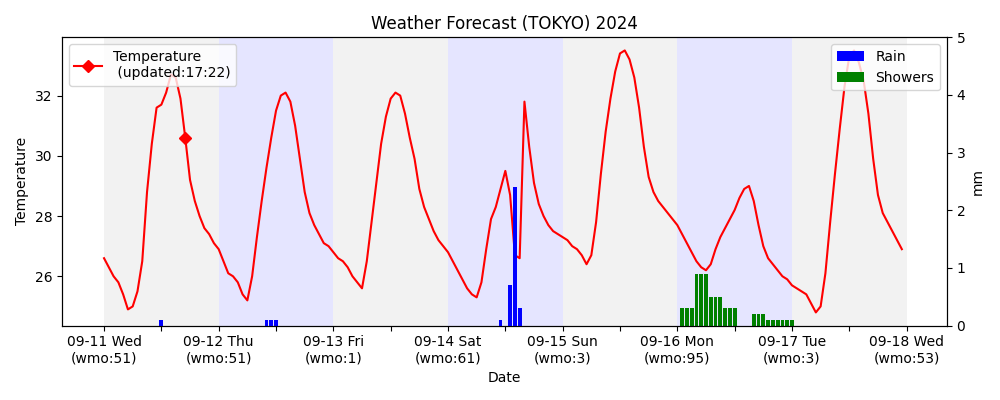 Weather Forecast (TOKYO) 2024
Temperature
(updated:17:22)
Rain
Showers
Temperature
32
30
28
26
5
4
3
2
1
0
mm
09-11 Wed
(wmo:51)
09-12 Thu
(wmo:51)
09-13 Fri
(wmo:1)
09-14 Sat
(wmo:61)
09-15 Sun
(wmo:3)
09-16 Mon
(wmo:95)
09-17 Tue
(wmo:3)
09-18 Wed
(wmo:53)
Date